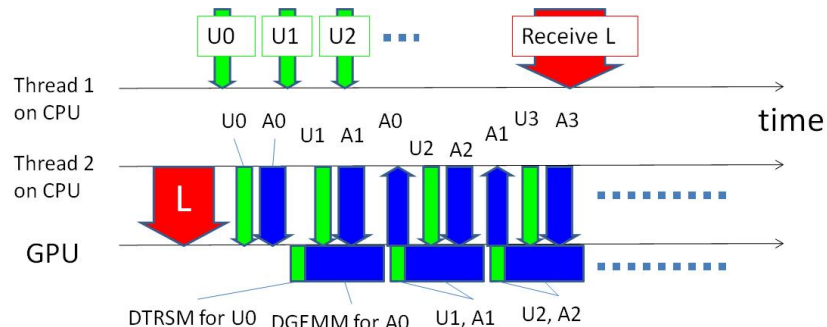 U0 U1 U2
Receive L
Thread 1
on CPU
time
U0 A0 U1 A1 A0 U2 A2 A1 U3 A3
Thread 2
on CPU
L
GPU
DTRSM for U0 DGEMM for A0 U1, A1 U2, A2